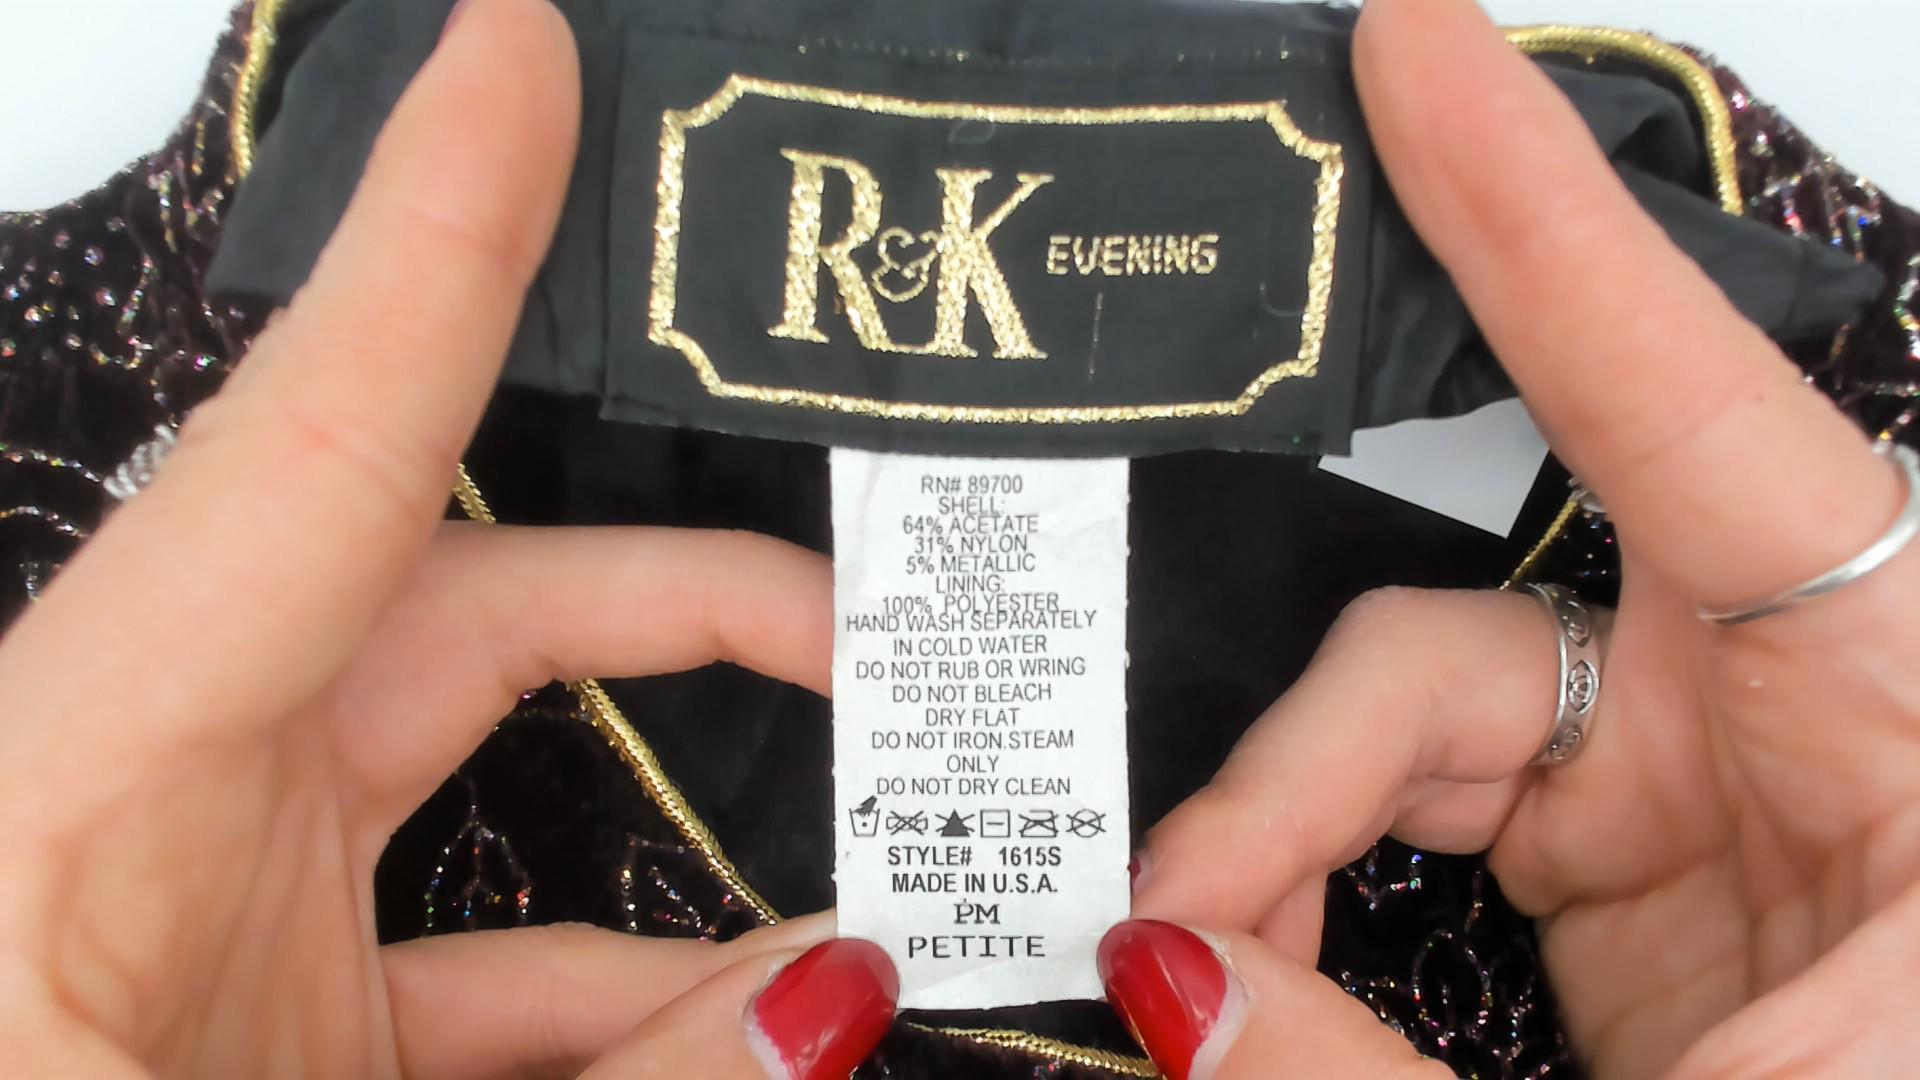 R&K EVENING
RN# 89700
SHELL:
64% ACETATE
31% NYLON
5% METALLIC
LINING:
100% POLYESTER
HAND WASH SEPARATELY
IN COLD WATER
DO NOT RUB OR WRING
DO NOT BLEACH
DRY FLAT
DO NOT IRON.STEAM
ONLY
DO NOT DRY CLEAN
STYLE# 1615S
MADE IN U.S.A.
PM
PETITE